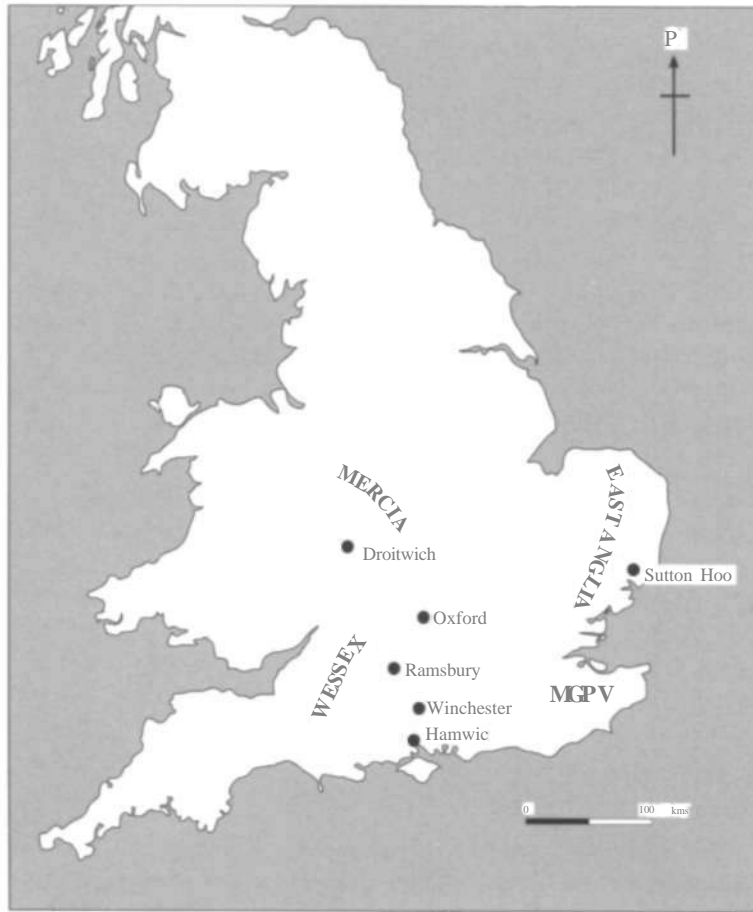 P
MERCIA
EAST ANGLIA
Droitwich
Sutton Hoo
Oxford
WESSEX
Ramsbury
MGPV
Winchester
Hamwic
0 100 kms